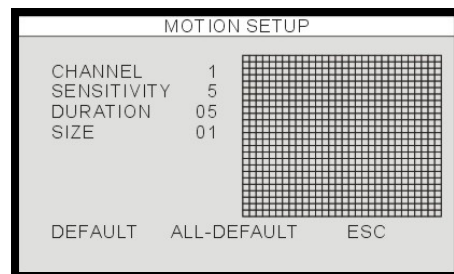 MOTION SETUP
CHANNEL 1
SENSITIVITY 5
DURATION 05
SIZE 01
DEFAULT ALL-DEFAULT ESC